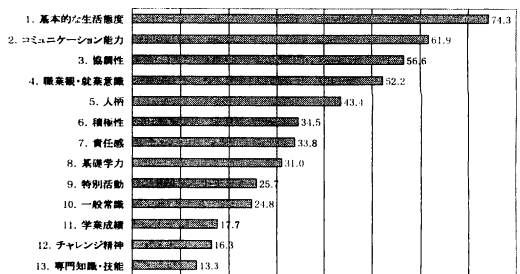 1. 基本的な生活態度 74.3
2. コミュニケーション能力 61.9
3. 協調性 56.6
4. 職業観・就業意識 52.2
5. 人柄 43.4
6. 積極性 34.5
7. 責任感 33.8
8. 基礎学力 31.0
9. 特別活動 25.7
10. 一般常識 24.8
11. 学業成績 17.7
12. チャレンジ精神 16.3
13. 専門知識・技能 13.3